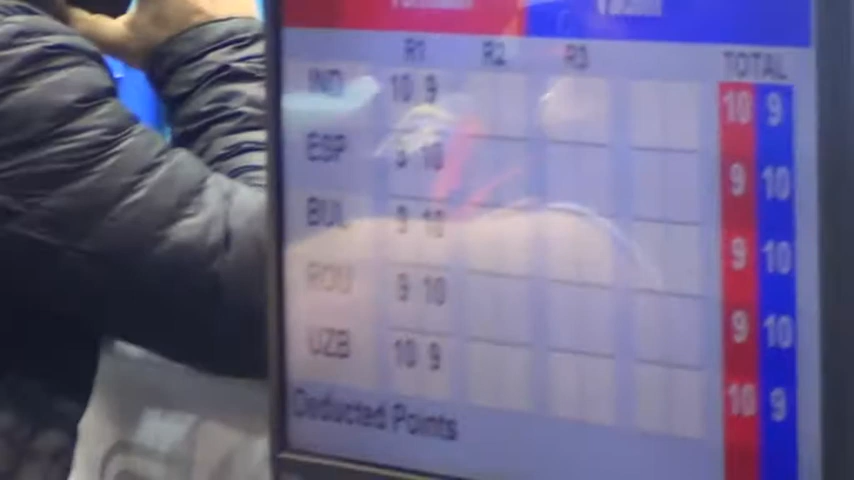 R1 R2 R3 TOTAL
IND 10 9 10 9
ESP 9 10 9 10
BUL 9 10 9 10
ROU 9 10 9 10
UZB 10 9 10 9
Deducted Points